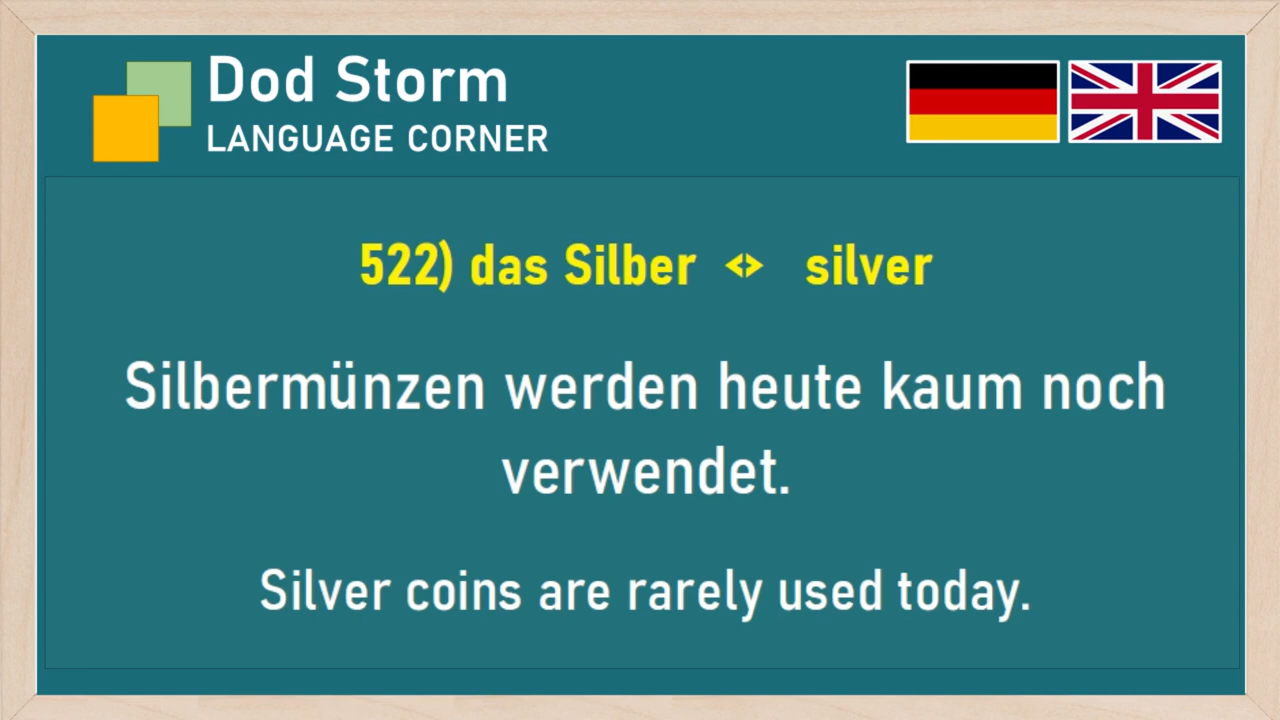 Dod Storm
LANGUAGE CORNER
522) das Silber <> silver
Silbermünzen werden heute kaum noch
verwendet.
Silver coins are rarely used today.